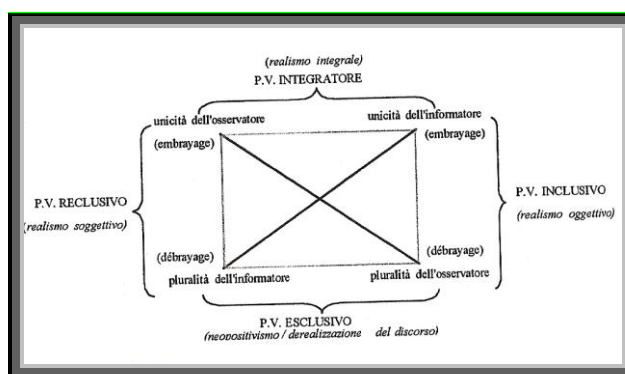 (realismo integrale)
P.V. INTEGRATORE
unicità dell'osservatore
unicità dell'informatore
(embrayage)
(embrayage)
P.V. RECLUSIVO
(realismo soggettivo)
P.V. INCLUSIVO
(realismo oggettivo)
(débrayage)
(débrayage)
pluralità dell'informatore
pluralità dell'osservatore
P.V. ESCLUSIVO
(neopositivismo / derealizzazione del discorso)